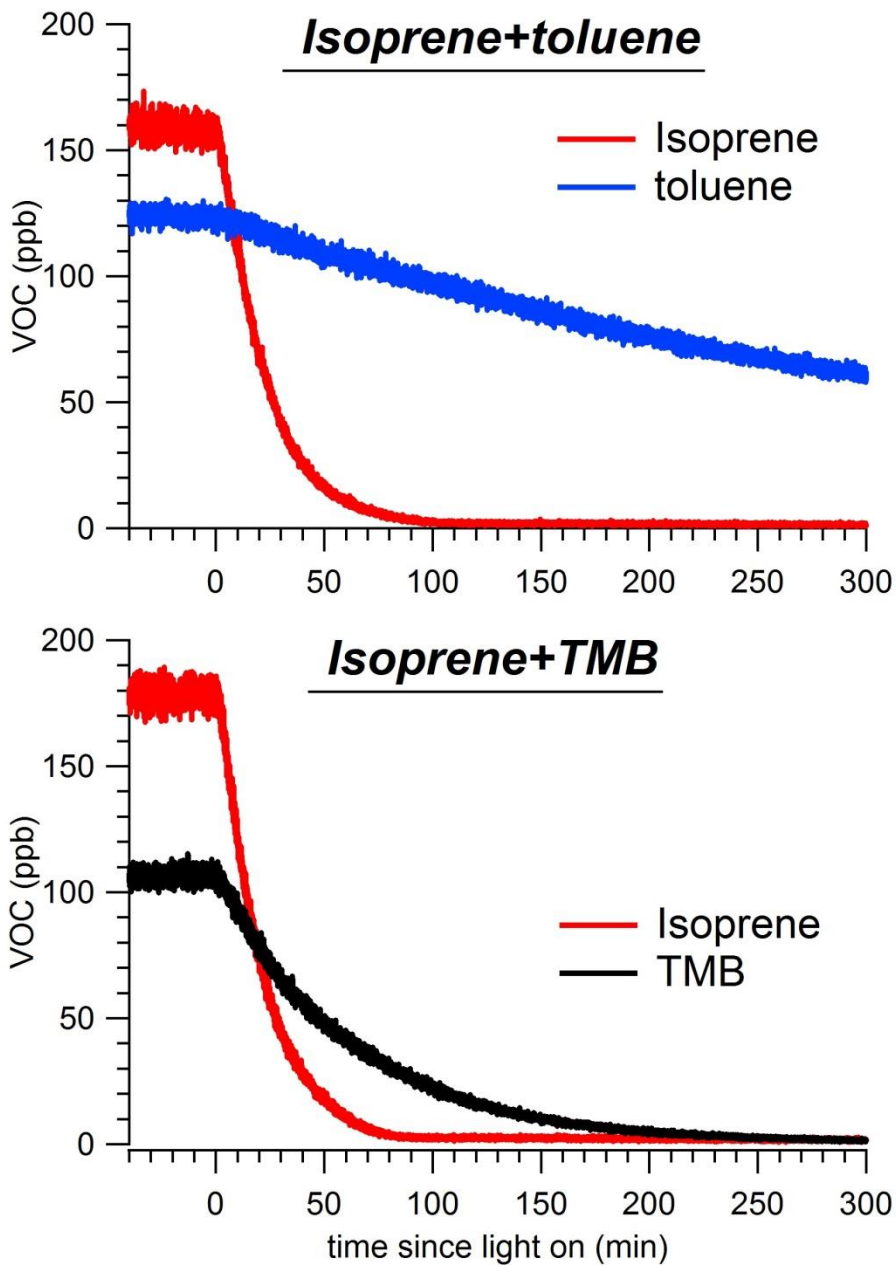 Isoprene+toluene
200
150
100
50
0
VOC (ppb)
Isoprene
toluene
0 50 100 150 200 250 300
Isoprene+TMB
200
150
100
50
0
VOC (ppb)
Isoprene
TMB
0 50 100 150 200 250 300
time since light on (min)